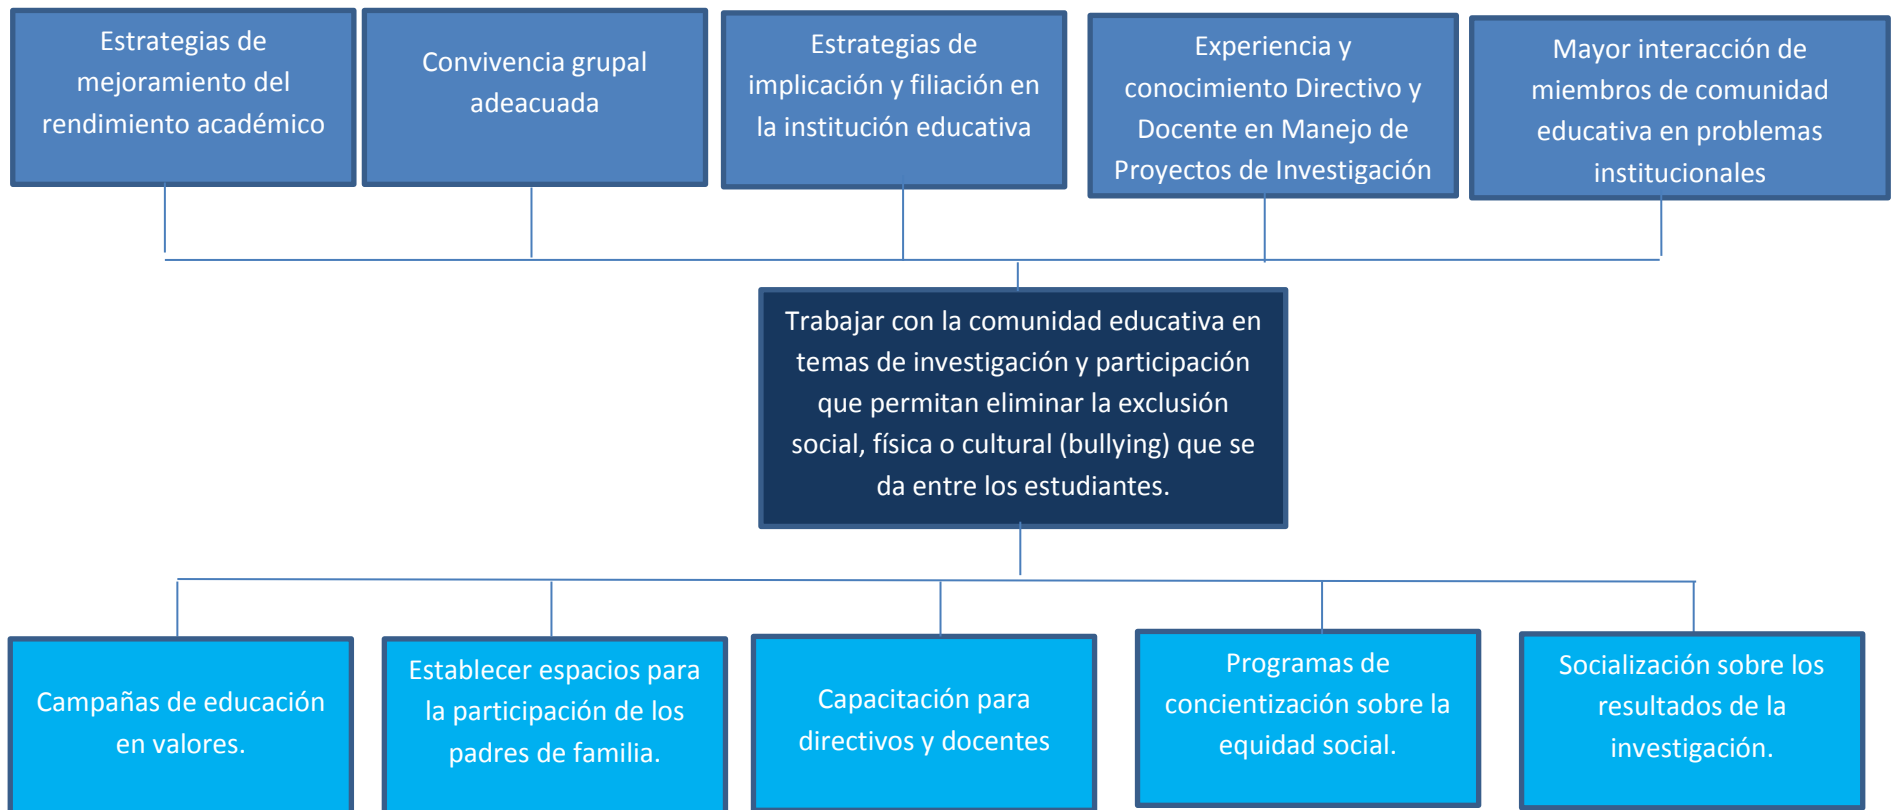 Estrategias de
mejoramiento del
rendimiento académico
Convivencia grupal
adeacuada
Estrategias de
implicación y filiación en
la institución educativa
Experiencia y
conocimiento Directivo y
Docente en Manejo de
Proyectos de Investigación
Mayor interacción de
miembros de comunidad
educativa en problemas
institucionales
Trabajar con la comunidad educativa en
temas de investigación y participación
que permitan eliminar la exclusión
social, física o cultural (bullying) que se
da entre los estudiantes.
Campañas de educación
en valores.
Establecer espacios para
la participación de los
padres de familia.
Capacitación para
directivos y docentes
Programas de
concientización sobre la
equidad social.
Socialización sobre los
resultados de la
investigación.